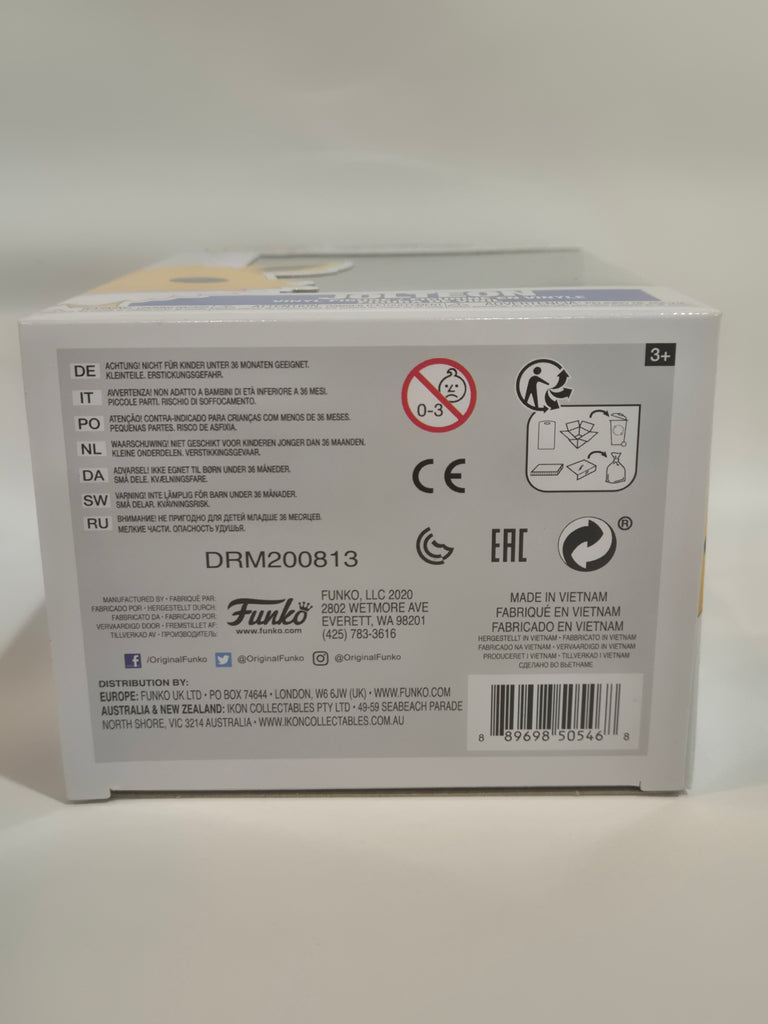 3+
DE ACHTUNG! NICHT FÜR KINDER UNTER 36 MONATEN GEEIGNET.
KLEINTEILE. ERSTICKUNGSGEFAHR.
IT AVVERTENZA! NON ADATTO A BAMBINI DI ETÀ INFERIORE A 36 MESI.
PICCOLE PARTI. RISCHIO DI SOFFOCAMENTO.
PO ATENÇÃO! CONTRA-INDICADO PARA CRIANÇAS COM MENOS DE 36 MESES.
PEQUENAS PARTES. RISCO DE ASFIXIA.
NL WAARSCHUWING! NIET GESCHIKT VOOR KINDEREN JONGER DAN 36 MAANDEN.
KLEINE ONDERDELEN. VERSTIKKINGSGEVAAR.
DA ADVARSEL! IKKE EGNET TIL BØRN UNDER 36 MÅNEDER.
SMÅ DELE. KVÆLNINGSFARE.
SW VARNING! INTE LÄMPLIG FÖR BARN UNDER 36 MÅNADER.
SMÅ DELAR. KVÄVNINGSRISK.
RU ВНИМАНИЕ! НЕ ПРИГОДНО ДЛЯ ДЕТЕЙ МЛАДШЕ 36 МЕСЯЦЕВ.
МЕЛКИЕ ЧАСТИ. ОПАСНОСТЬ УДУШЬЯ.
0-3
CE
EAC
®
DRM200813
MANUFACTURED BY • FABRIQUÉ PAR:
FABRICADO POR • HERGESTELLT DURCH:
FABBRICATO DA • FABRICADO POR:
VERVAARDIGD DOOR • FREMSTILLET AF:
TILLVERKAD AV • ПРОИЗВОДИТЕЛЬ:
Funko
www.funko.com
FUNKO, LLC 2020
2802 WETMORE AVE
EVERETT, WA 98201
(425) 783-3616
/OriginalFunko @OriginalFunko @OriginalFunko
MADE IN VIETNAM
FABRIQUÉ EN VIETNAM
FABRICADO EN VIETNAM
HERGESTELLT IN VIETNAM • FABBRICATO IN VIETNAM
FABRICADO NA VIETNAM • VERVAARDIGD IN VIETNAM
PRODUCERET I VIETNAM • TILLVERKAD I VIETNAM
СДЕЛАНО ВО ВЬЕТНАМЕ
DISTRIBUTION BY:
EUROPE: FUNKO UK LTD • PO BOX 74644 • LONDON, W6 6JW (UK) • WWW.FUNKO.COM
AUSTRALIA & NEW ZEALAND: IKON COLLECTABLES PTY LTD • 49-59 SEABEACH PARADE
NORTH SHORE, VIC 3214 AUSTRALIA • WWW.IKONCOLLECTABLES.COM.AU
8 89698 50546 8